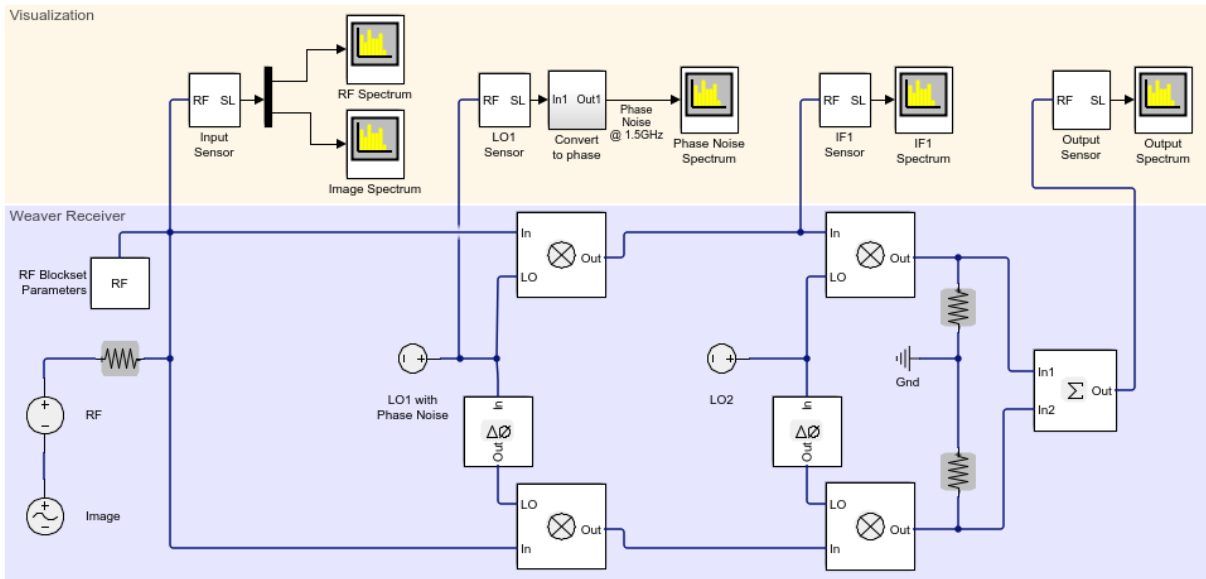 Visualization
RF SL
Input
Sensor
RF Spectrum
Image Spectrum
RF SL
LO1
Sensor
In1 Out1
Convert
to phase
Phase
Noise
@ 1.5GHz
Phase Noise
Spectrum
RF SL
IF1
Sensor
IF1
Spectrum
RF SL
Output
Sensor
Output
Spectrum
Weaver Receiver
RF Blockset
Parameters
RF
In
LO
Out
In
LO
Out
RF
Image
LO1 with
Phase Noise
In
ΔØ
Out
LO2
In
ΔØ
Out
Gnd
In1
In2
Σ
Out
LO
In
Out
LO
In
Out